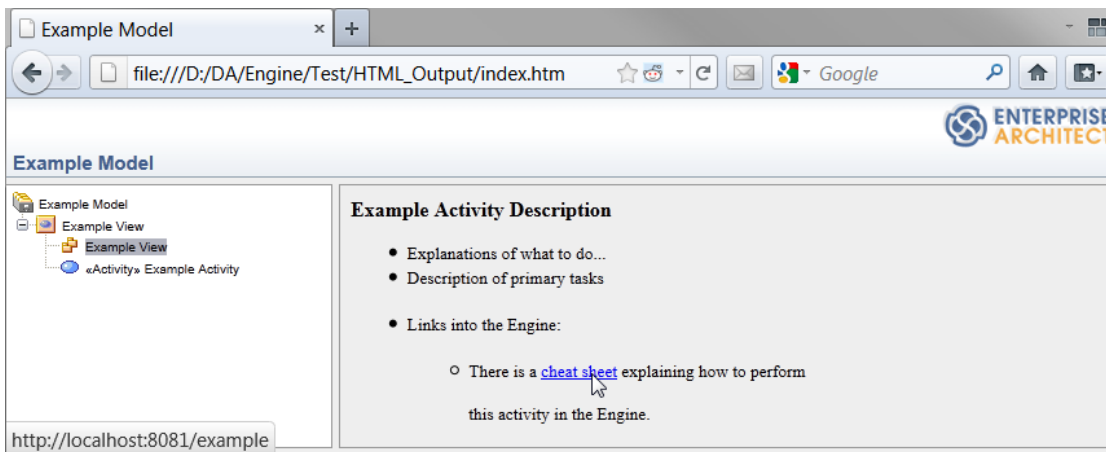 Example Model
file:///D:/DA/Engine/Test/HTML_Output/index.htm
Google
ENTERPRISE
ARCHITECT
Example Model
Example Model
Example View
Example View
«Activity» Example Activity
Example Activity Description
Explanations of what to do...
Description of primary tasks
Links into the Engine:
There is a cheat sheet explaining how to perform
this activity in the Engine.
http://localhost:8081/example